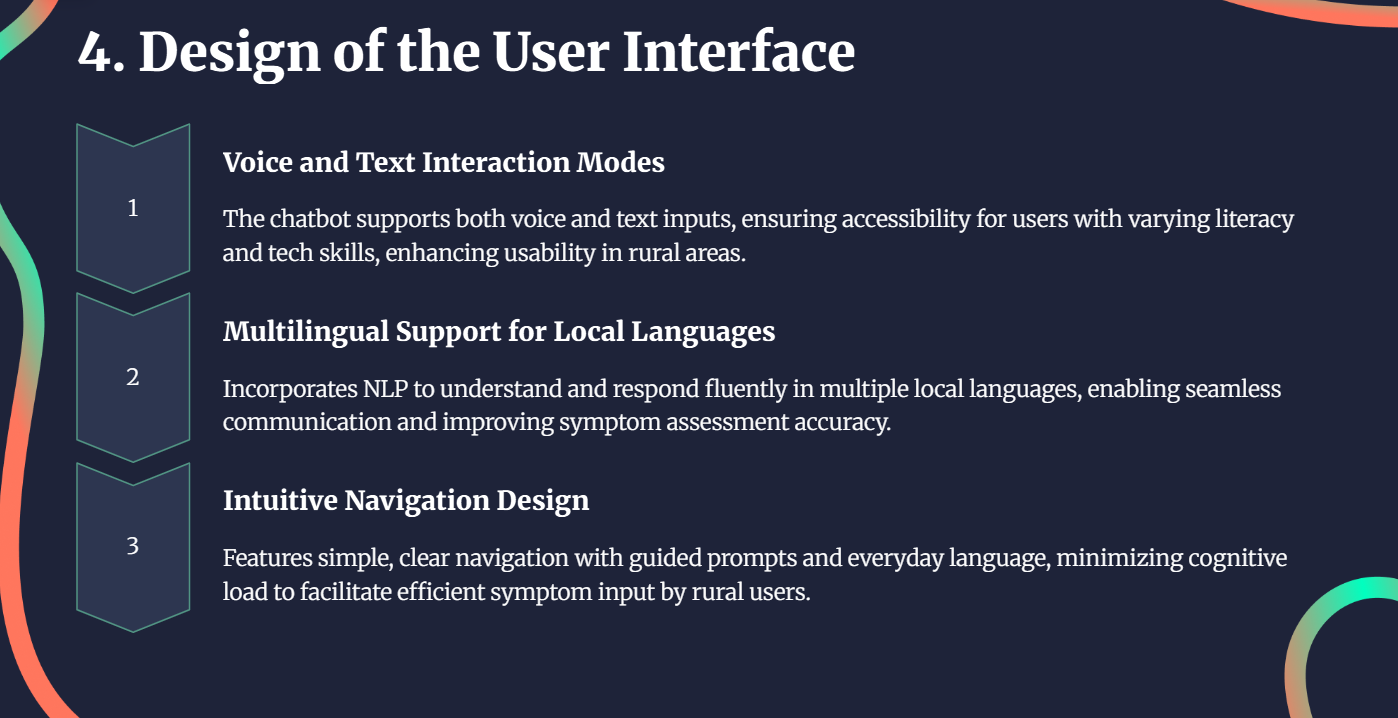 4. Design of the User Interface
1
Voice and Text Interaction Modes
The chatbot supports both voice and text inputs, ensuring accessibility for users with varying literacy
and tech skills, enhancing usability in rural areas.
2
Multilingual Support for Local Languages
Incorporates NLP to understand and respond fluently in multiple local languages, enabling seamless
communication and improving symptom assessment accuracy.
3
Intuitive Navigation Design
Features simple, clear navigation with guided prompts and everyday language, minimizing cognitive
load to facilitate efficient symptom input by rural users.